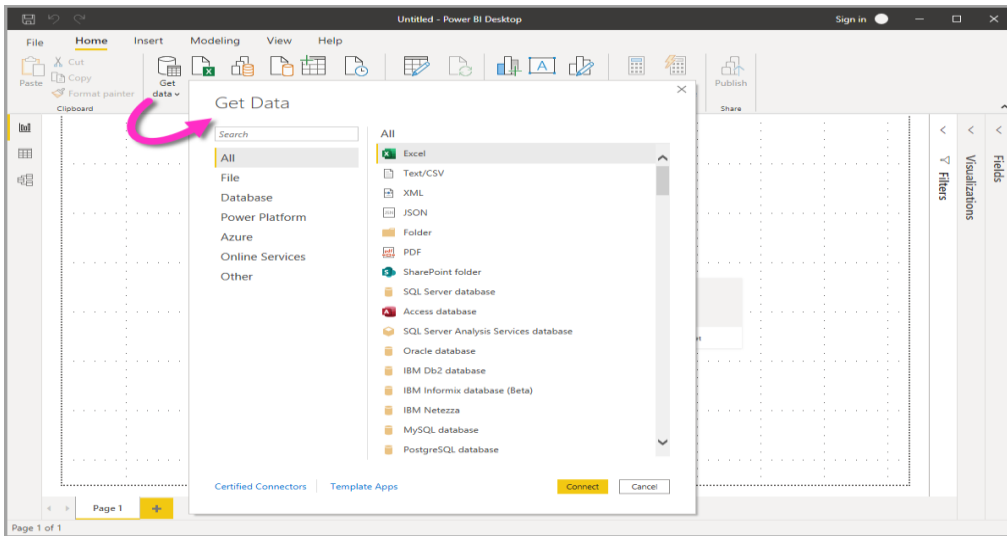 Untitled - Power BI Desktop
Sign in
File Home Insert Modeling View Help
Paste
Cut
Copy
Format painter
Clipboard
Get
data
Publish
Share
Get Data
Search
All
File
Database
Power Platform
Azure
Online Services
Other
All
Excel
Text/CSV
XML
JSON
Folder
PDF
SharePoint folder
SQL Server database
Access database
SQL Server Analysis Services database
Oracle database
IBM Db2 database
IBM Informix database (Beta)
IBM Netezza
MySQL database
PostgreSQL database
Certified Connectors
Template Apps
Connect
Cancel
Filters
Visualizations
Fields
Page 1
Page 1 of 1